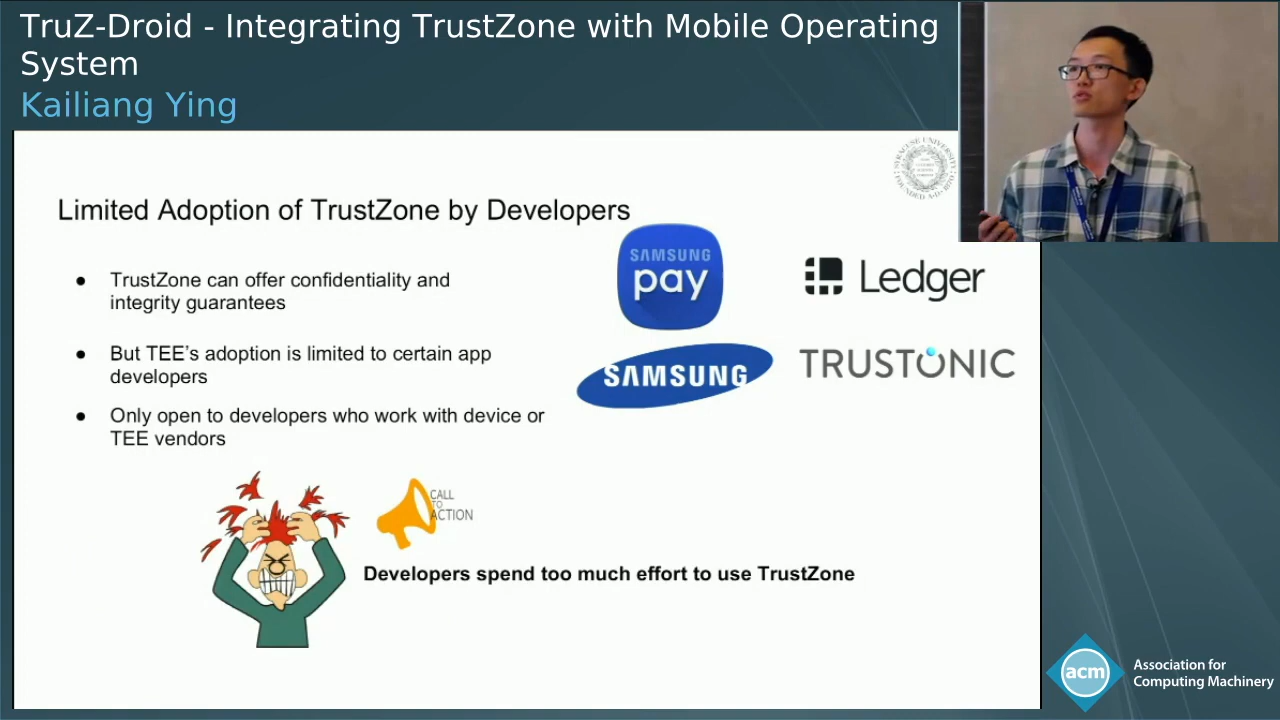 TruZ-Droid - Integrating TrustZone with Mobile Operating
System
Kailiang Ying
SYRACUSE UNIVERSITY
FOUNDED A·D·
Limited Adoption of TrustZone by Developers
● TrustZone can offer confidentiality and
integrity guarantees
● But TEE’s adoption is limited to certain app
developers
● Only open to developers who work with device or
TEE vendors
SAMSUNG
pay
Ledger
SAMSUNG
TRUSTONIC
CALL
TO
ACTION
Developers spend too much effort to use TrustZone
acm
Association for
Computing Machinery